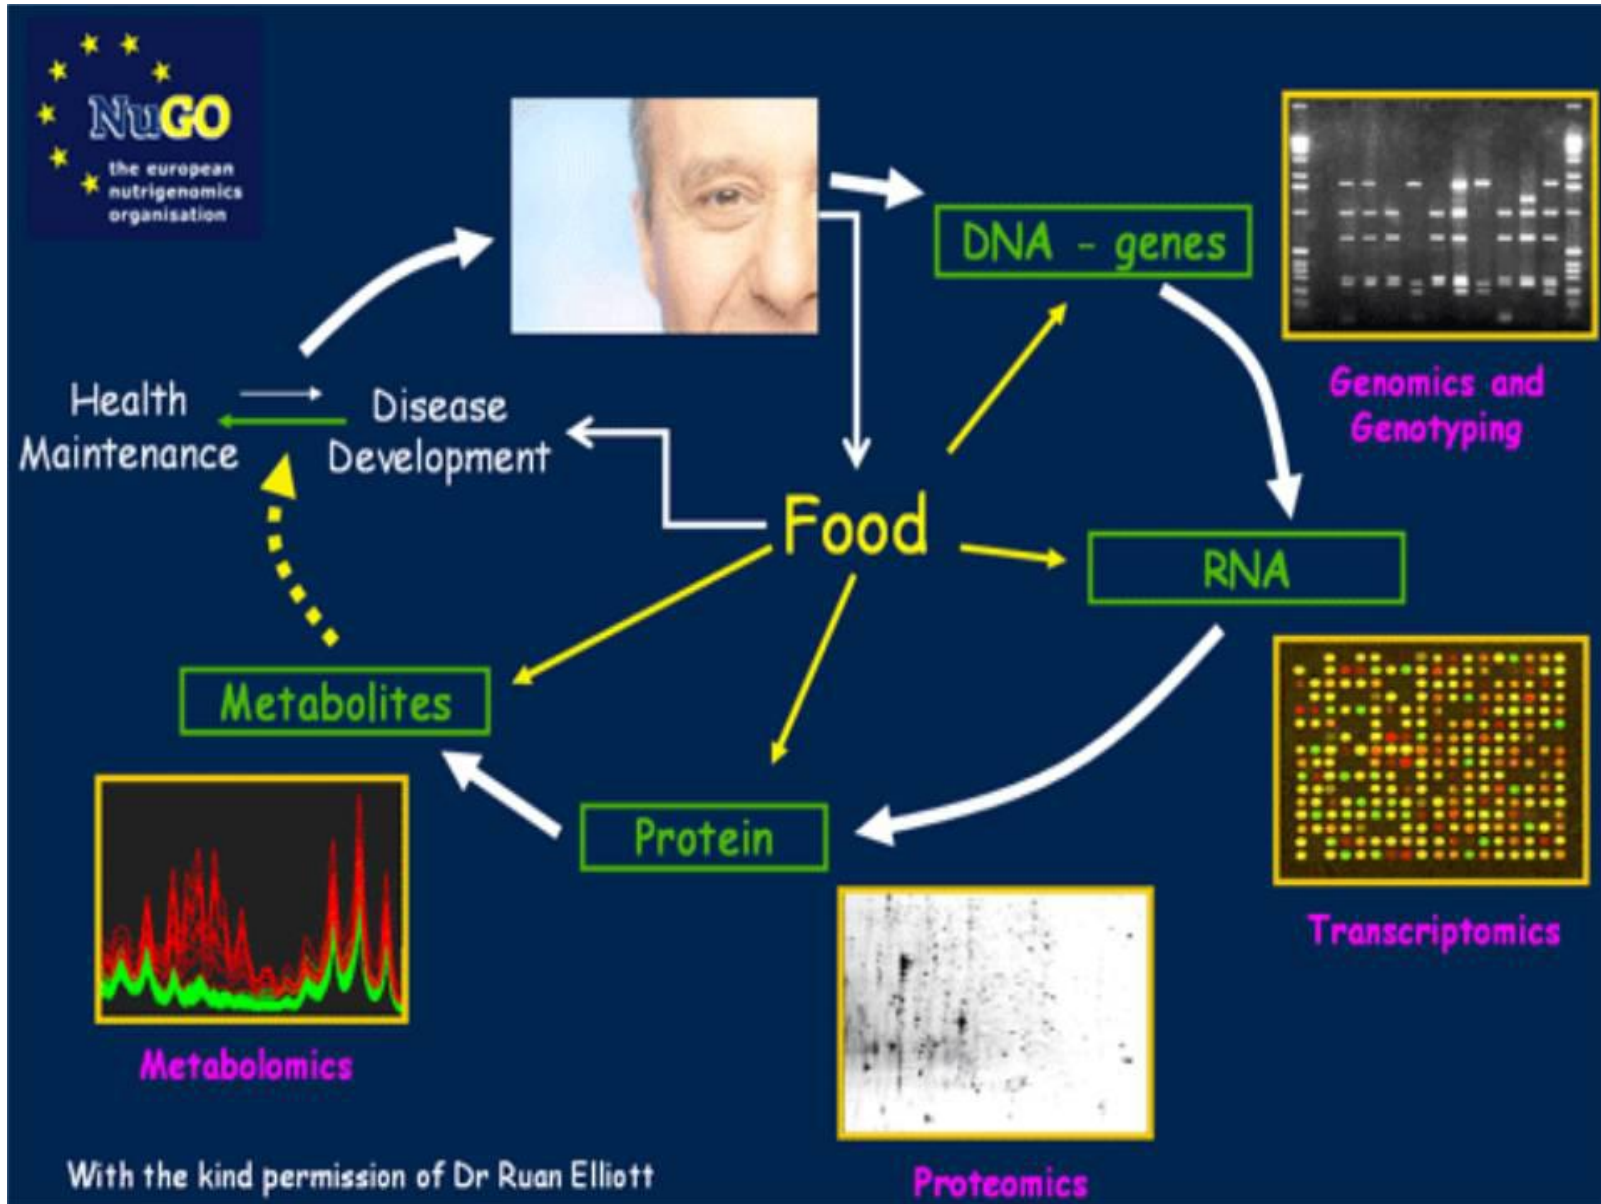 NuGO
the european
nutrigenomics
organisation
DNA - genes
Genomics and
Genotyping
Health
Maintenance
Disease
Development
Food
RNA
Transcriptomics
Metabolites
Metabolomics
Protein
Proteomics
With the kind permission of Dr Ruan Elliott